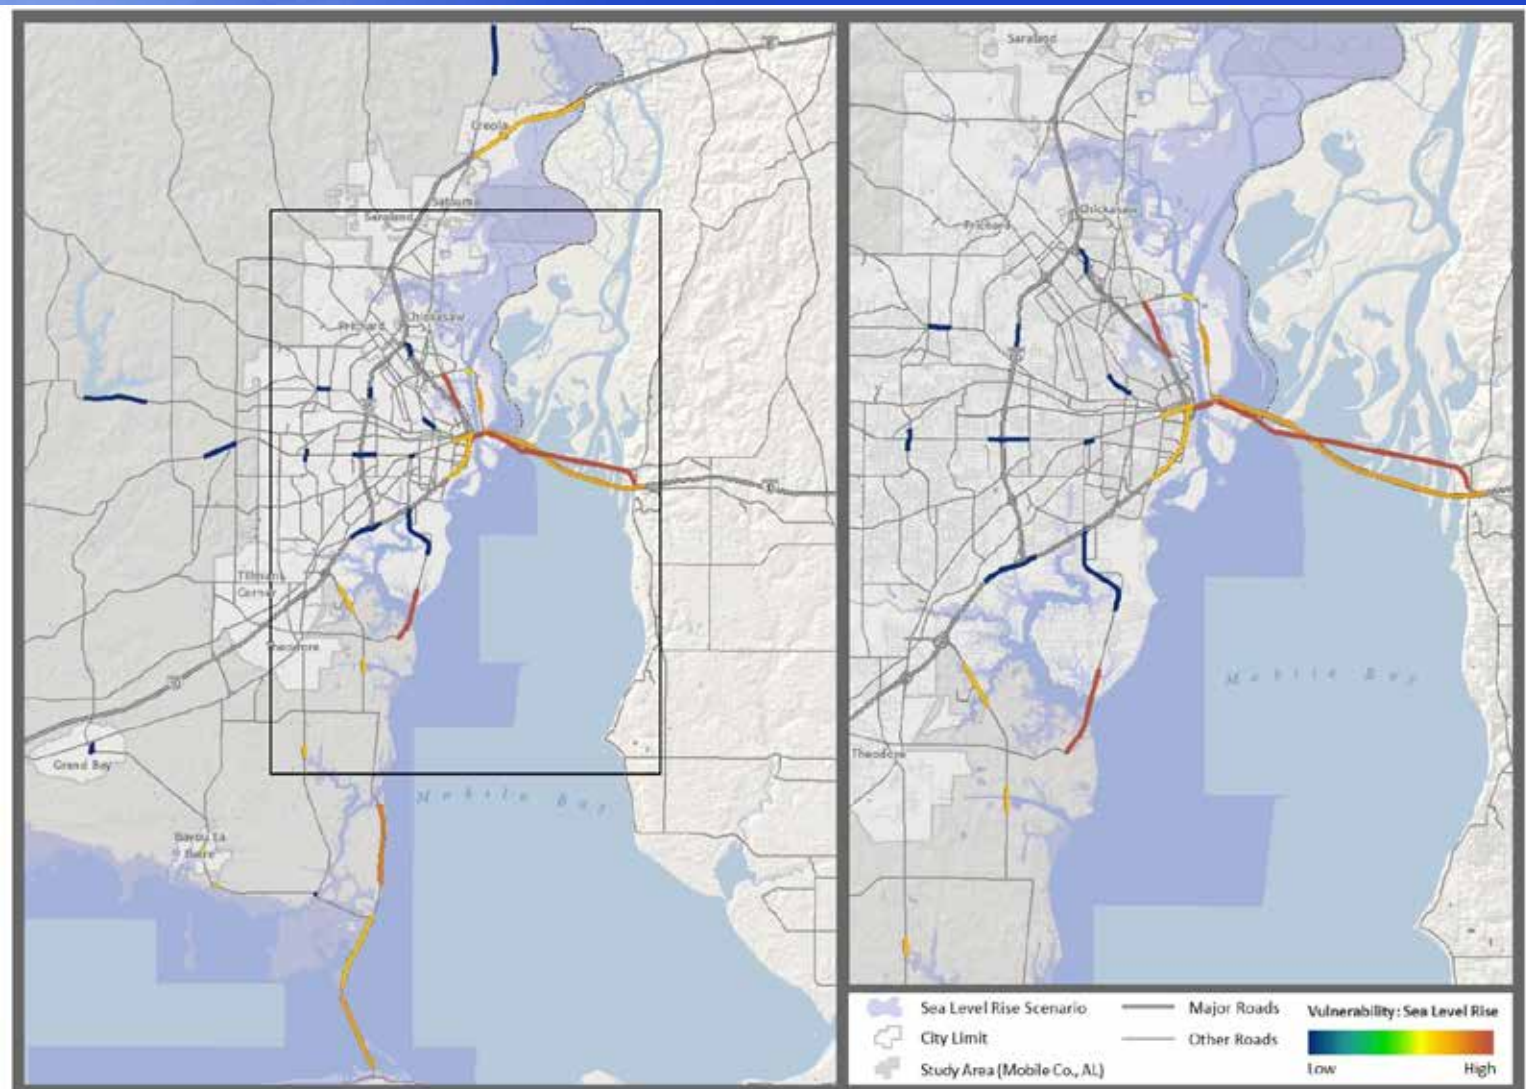 Creola
Satsuma
Saraland
Chickasaw
Prichard
Tillmans
Corner
Theodore
Grand Bay
Mobile Bay
Bayou La
Batre
Saraland
Chickasaw
Prichard
Mobile Bay
Theodore
Sea Level Rise Scenario
City Limit
Study Area (Mobile Co., AL)
Major Roads
Other Roads
Vulnerability: Sea Level Rise
Low High